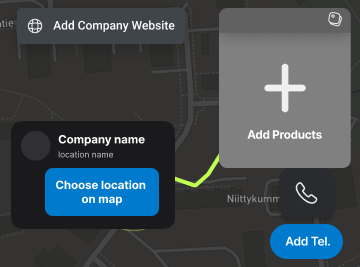 Add Company Website
Add Products
Company name
location name
Choose location
on map
Niittykumm
Add Tel.